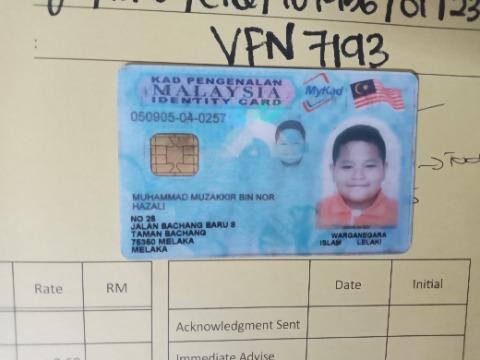 /01/23
VFN 7193
KAD PENGENALAN
MALAYSIA
IDENTITY CARD
MyKad
050905-04-0257
MUHAMMAD MUZAKKIR BIN NOR
HAZALI
NO 28
JALAN BACHANG BARU 8
TAMAN BACHANG
75350 MELAKA
MELAKA
WARGANEGARA
ISLAM LELAKI
Rate RM Date Initial
Acknowledgment Sent
Immediate Advise